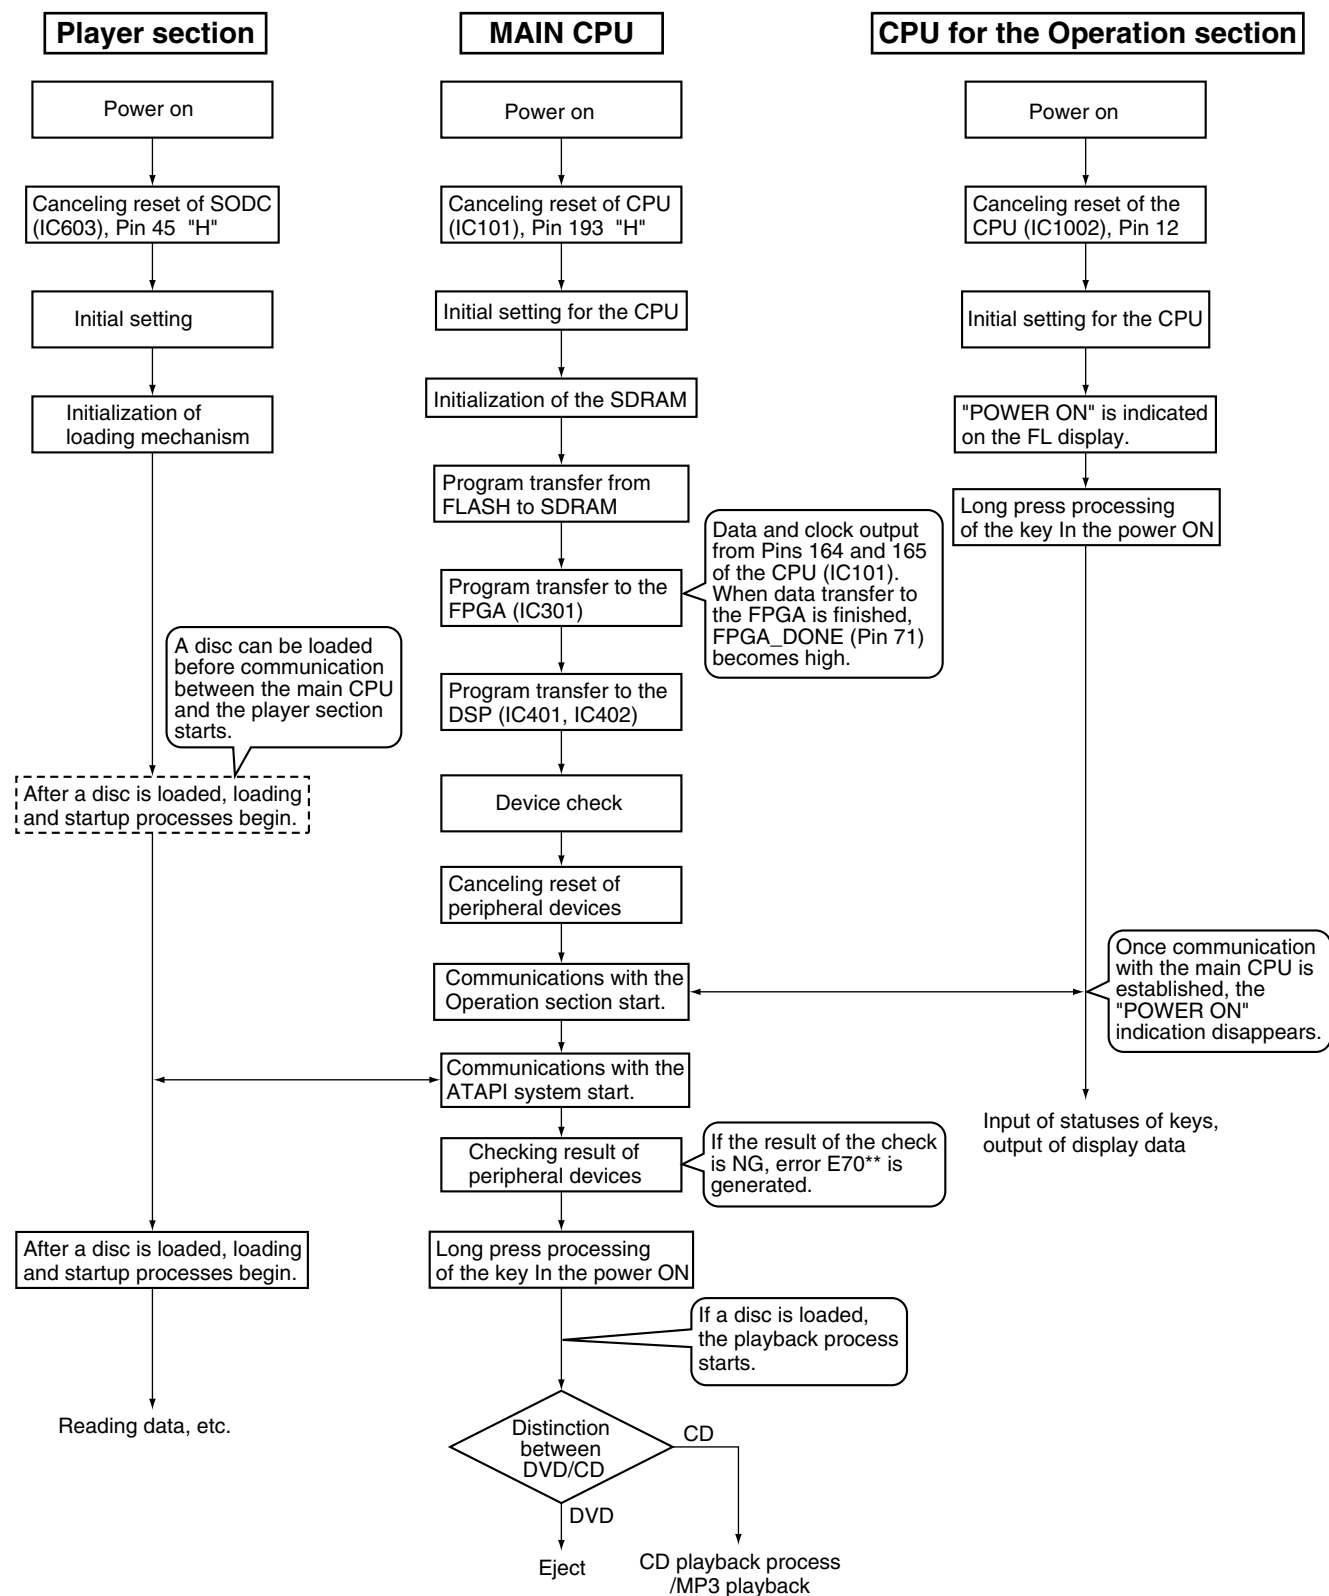 Player section
MAIN CPU
CPU for the Operation section
Power on
Canceling reset of SODC
(IC603), Pin 45 "H"
Initial setting
Initialization of
loading mechanism
A disc can be loaded
before communication
between the main CPU
and the player section
starts.
After a disc is loaded, loading
and startup processes begin.
After a disc is loaded, loading
and startup processes begin.
Reading data, etc.
Power on
Canceling reset of CPU
(IC101), Pin 193 "H"
Initial setting for the CPU
Initialization of the SDRAM
Program transfer from
FLASH to SDRAM
Program transfer to the
FPGA (IC301)
Data and clock output
from Pins 164 and 165
of the CPU (IC101).
When data transfer to
the FPGA is finished,
FPGA_DONE (Pin 71)
becomes high.
Program transfer to the
DSP (IC401, IC402)
Device check
Canceling reset of
peripheral devices
Communications with the
Operation section start.
Communications with the
ATAPI system start.
Checking result of
peripheral devices
If the result of the check
is NG, error E70** is
generated.
Long press processing
of the key In the power ON
If a disc is loaded,
the playback process
starts.
Distinction
between
DVD/CD
CD
DVD
Eject
CD playback process
/MP3 playback
Power on
Canceling reset of the
CPU (IC1002), Pin 12
Initial setting for the CPU
"POWER ON" is indicated
on the FL display.
Long press processing
of the key In the power ON
Once communication
with the main CPU is
established, the
"POWER ON"
indication disappears.
Input of statuses of keys,
output of display data